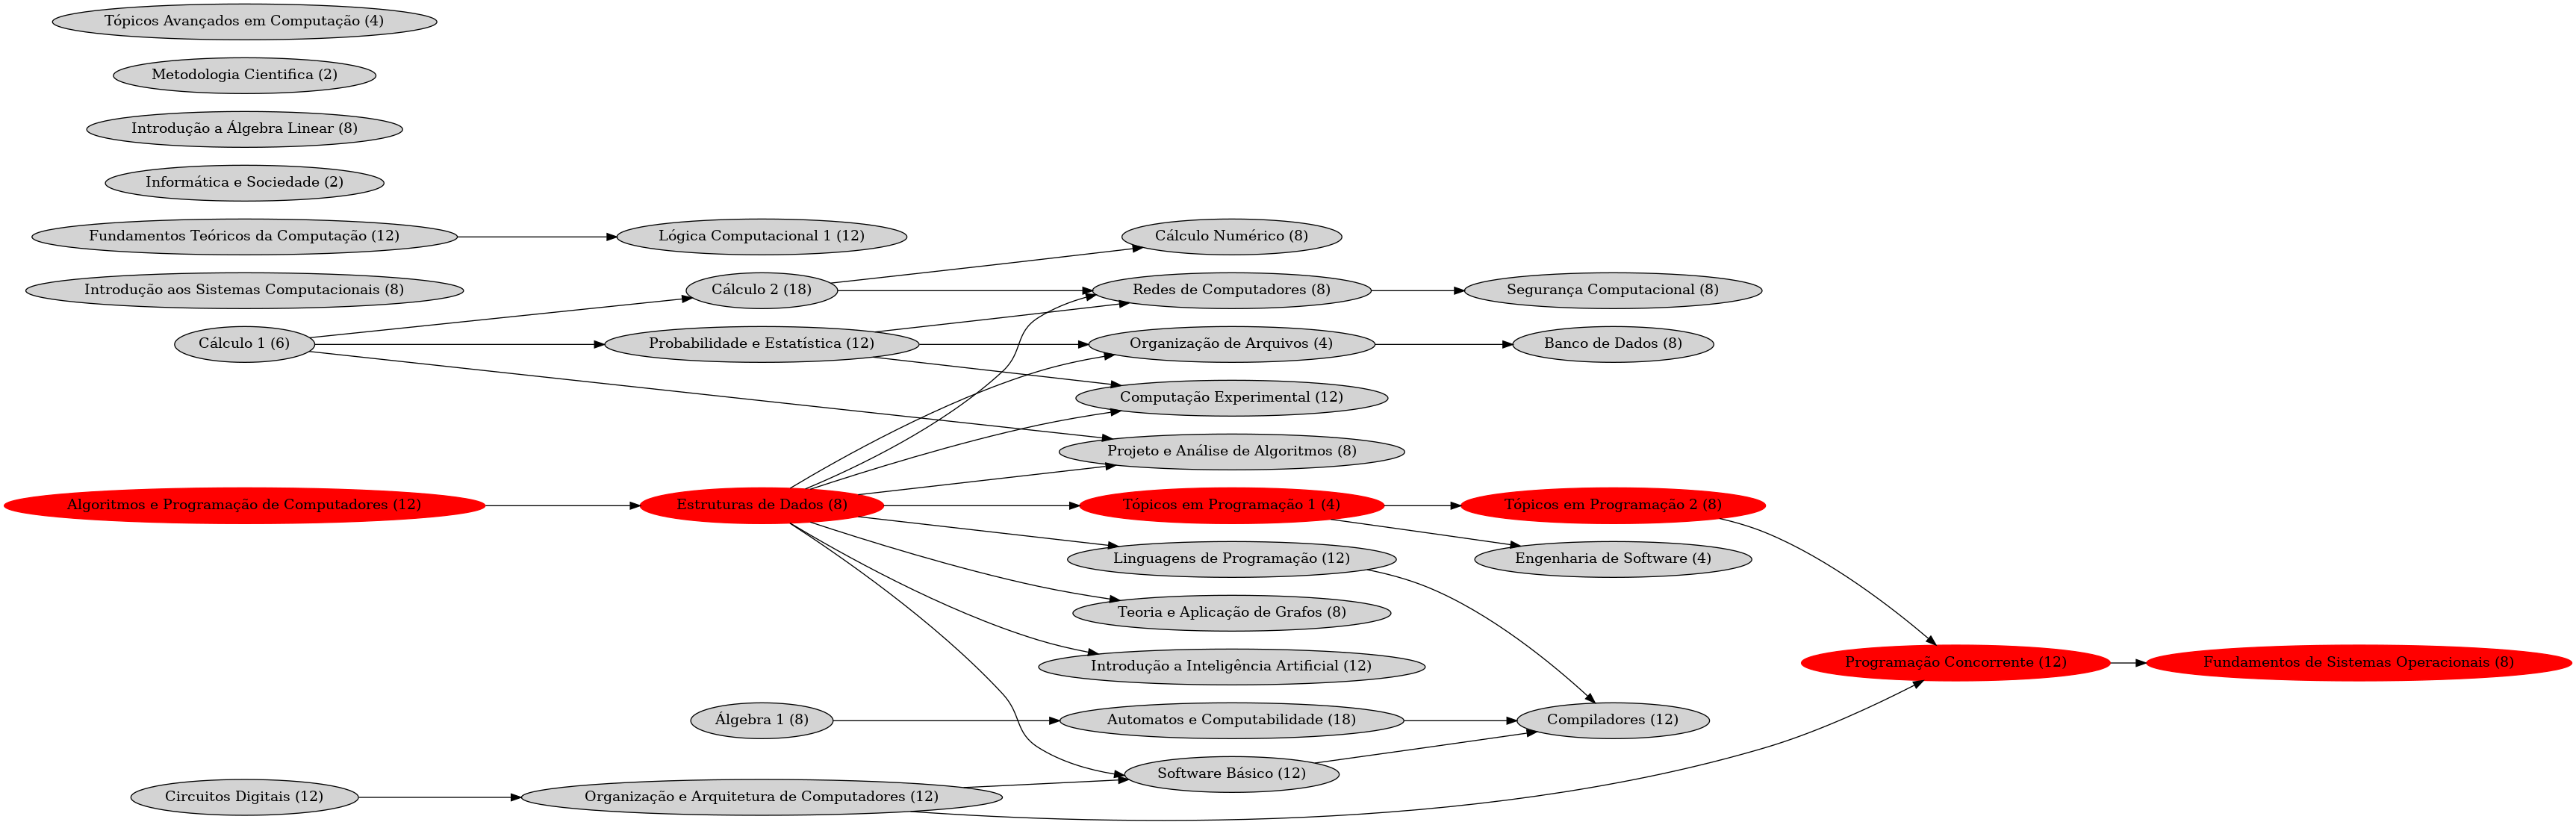 Tópicos Avançados em Computação (4)
Metodologia Cientifica (2)
Introdução a Álgebra Linear (8)
Informática e Sociedade (2)
Fundamentos Teóricos da Computação (12)
Lógica Computacional 1 (12)
Cálculo Numérico (8)
Introdução aos Sistemas Computacionais (8)
Cálculo 2 (18)
Redes de Computadores (8)
Segurança Computacional (8)
Cálculo 1 (6)
Probabilidade e Estatística (12)
Organização de Arquivos (4)
Banco de Dados (8)
Computação Experimental (12)
Projeto e Análise de Algoritmos (8)
Algoritmos e Programação de Computadores (12)
Estruturas de Dados (8)
Tópicos em Programação 1 (4)
Tópicos em Programação 2 (8)
Linguagens de Programação (12)
Engenharia de Software (4)
Teoria e Aplicação de Grafos (8)
Introdução a Inteligência Artificial (12)
Programação Concorrente (12)
Fundamentos de Sistemas Operacionais (8)
Álgebra 1 (8)
Automatos e Computabilidade (18)
Compiladores (12)
Software Básico (12)
Circuitos Digitais (12)
Organização e Arquitetura de Computadores (12)